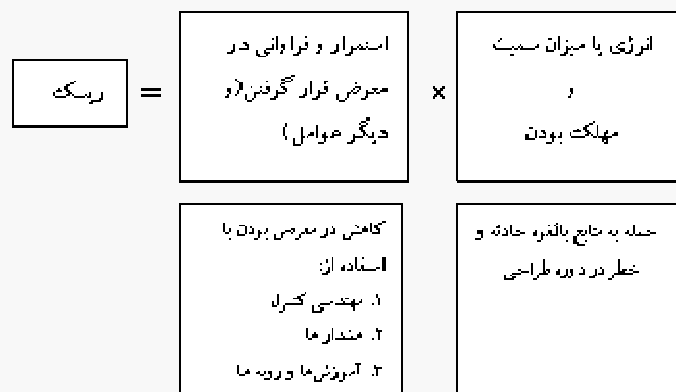 انرژی یا میزان سمیت
و
مهلک بودن
×
استمرار و فراوانی در
معرض قرار گرفتن (و
دیگر عوامل)
=
ریسک
حمله به منابع بالقوه حادثه و
خطر در دوره طراحی
کاهش در معرض بودن با
استفاده از:
۱. مهندسی کنترل
۲. هشدار ها
۳. آموزش‌ها و رویه ها